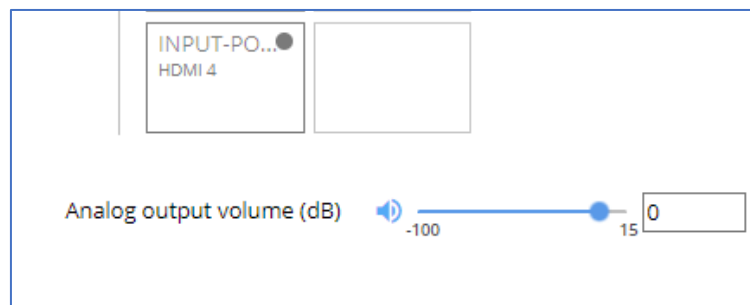 INPUT-PO...
HDMI 4
Analog output volume (dB)
-100
15
0